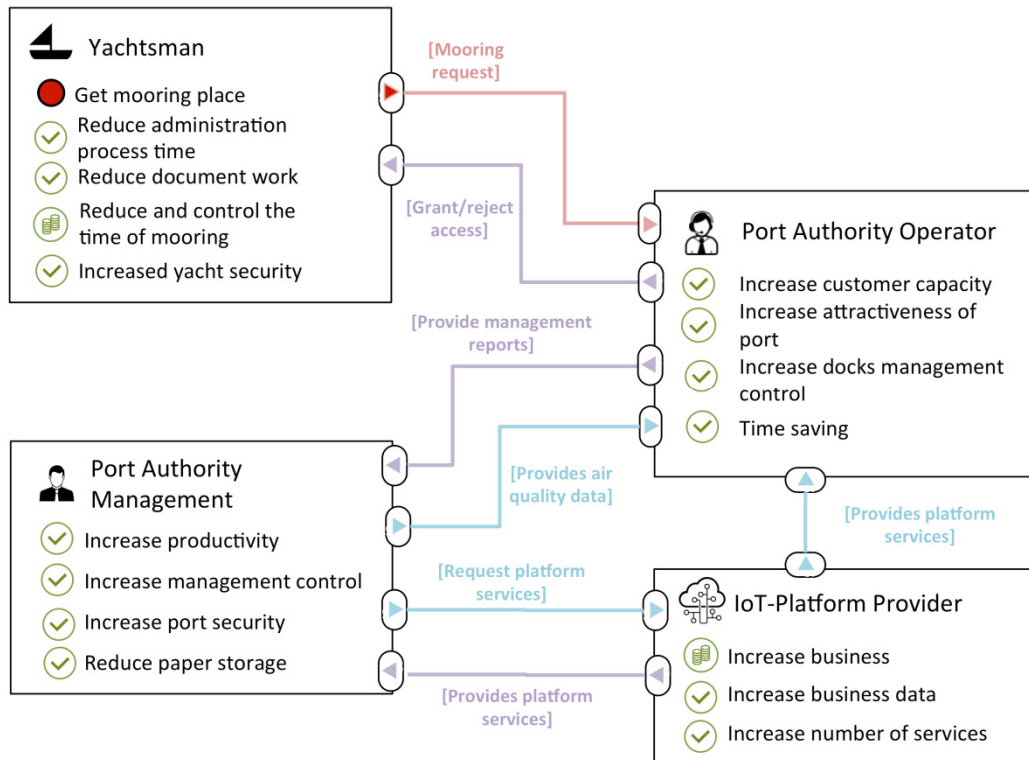 Yachtsman
Get mooring place
Reduce administration
process time
Reduce document work
Reduce and control the
time of mooring
Increased yacht security
[Mooring
request]
[Grant/reject
access]
Port Authority Operator
Increase customer capacity
Increase attractiveness of
port
Increase docks management
control
Time saving
[Provide management
reports]
Port Authority
Management
Increase productivity
Increase management control
Increase port security
Reduce paper storage
[Provides air
quality data]
[Request platform
services]
[Provides platform
services]
[Provides platform
services]
IoT-Platform Provider
Increase business
Increase business data
Increase number of services